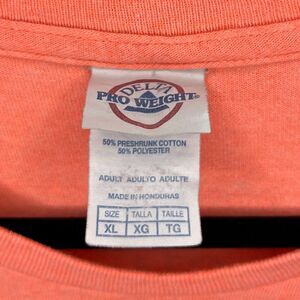 DELTA
PRO WEIGHT®
50% PRESHRUNK COTTON
50% POLYESTER
ADULT ADULTO ADULTE
MADE IN HONDURAS
SIZE TALLA TAILLE
XL XG TG